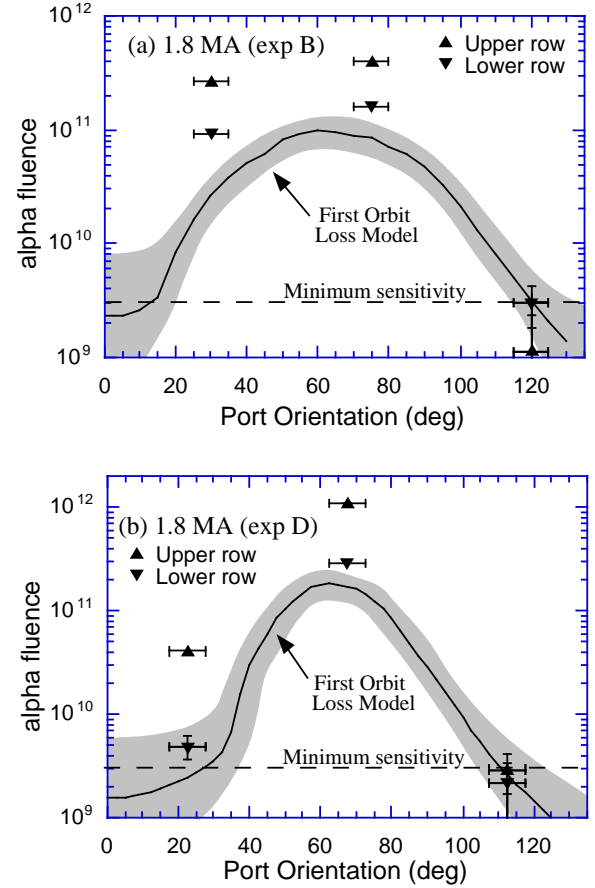 10^12
(a) 1.8 MA (exp B)
▲ Upper row
▼ Lower row
10^11
First Orbit
Loss Model
alpha fluence
10^10
Minimum sensitivity
10^9
0 20 40 60 80 100 120
Port Orientation (deg)
10^12
(b) 1.8 MA (exp D)
▲ Upper row
▼ Lower row
10^11
First Orbit
Loss Model
alpha fluence
10^10
Minimum sensitivity
10^9
0 20 40 60 80 100 120
Port Orientation (deg)